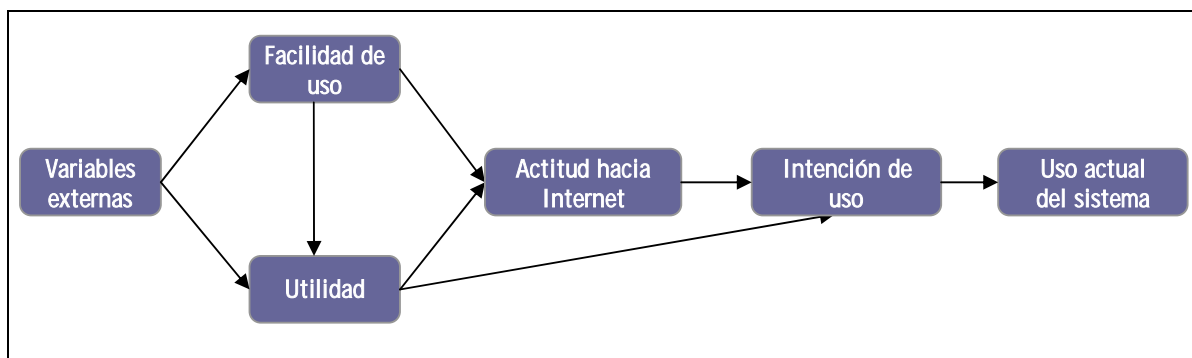 Facilidad de
uso
Variables
externas
Actitud hacia
Internet
Intención de
uso
Uso actual
del sistema
Utilidad